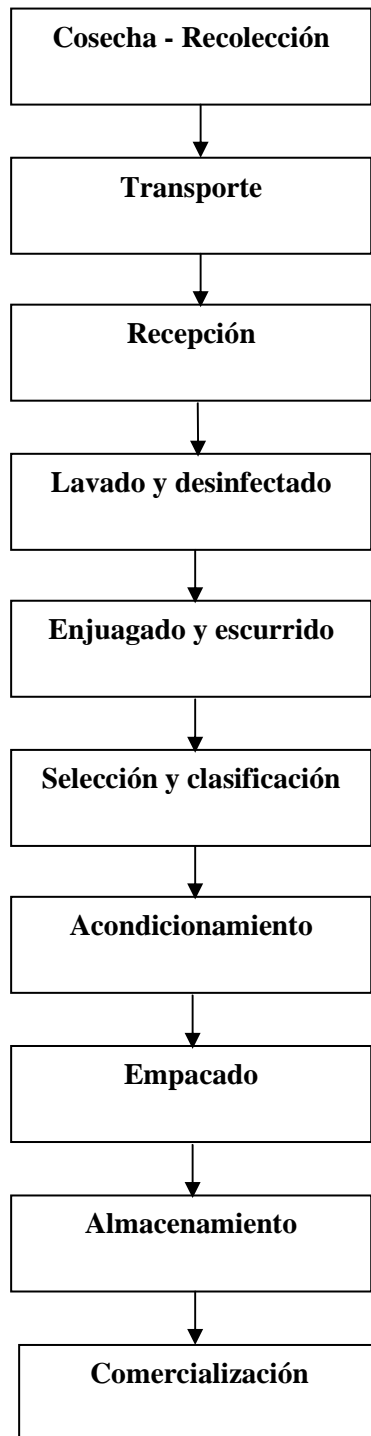 Cosecha - Recolección
Transporte
Recepción
Lavado y desinfectado
Enjuagado y escurrido
Selección y clasificación
Acondicionamiento
Empacado
Almacenamiento
Comercialización